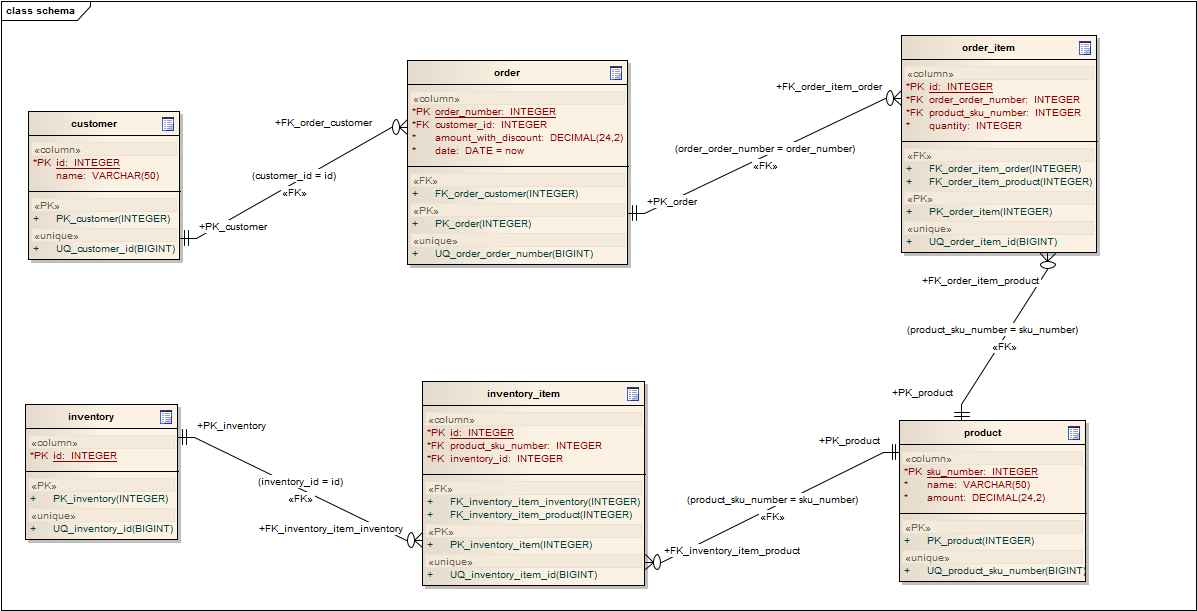 class schema
customer
«column»
*PK id: INTEGER
name: VARCHAR(50)
«PK»
+ PK_customer(INTEGER)
«unique»
+ UQ_customer_id(BIGINT)
+FK_order_customer
(customer_id = id)
«FK»
+PK_customer
order
«column»
*PK order_number: INTEGER
*FK customer_id: INTEGER
* amount_with_discount: DECIMAL(24,2)
* date: DATE = now
«FK»
+ FK_order_customer(INTEGER)
«PK»
+ PK_order(INTEGER)
«unique»
+ UQ_order_order_number(BIGINT)
+FK_order_item_order
(order_order_number = order_number)
«FK»
+PK_order
order_item
«column»
*PK id: INTEGER
*FK order_order_number: INTEGER
*FK product_sku_number: INTEGER
* quantity: INTEGER
«FK»
+ FK_order_item_order(INTEGER)
+ FK_order_item_product(INTEGER)
«PK»
+ PK_order_item(INTEGER)
«unique»
+ UQ_order_item_id(BIGINT)
+FK_order_item_product
(product_sku_number = sku_number)
«FK»
+PK_product
inventory
«column»
*PK id: INTEGER
«PK»
+ PK_inventory(INTEGER)
«unique»
+ UQ_inventory_id(BIGINT)
+PK_inventory
(inventory_id = id)
«FK»
+FK_inventory_item_inventory
inventory_item
«column»
*PK id: INTEGER
*FK product_sku_number: INTEGER
*FK inventory_id: INTEGER
«FK»
+ FK_inventory_item_inventory(INTEGER)
+ FK_inventory_item_product(INTEGER)
«PK»
+ PK_inventory_item(INTEGER)
«unique»
+ UQ_inventory_item_id(BIGINT)
+PK_product
(product_sku_number = sku_number)
«FK»
+FK_inventory_item_product
product
«column»
*PK sku_number: INTEGER
* name: VARCHAR(50)
* amount: DECIMAL(24,2)
«PK»
+ PK_product(INTEGER)
«unique»
+ UQ_product_sku_number(BIGINT)